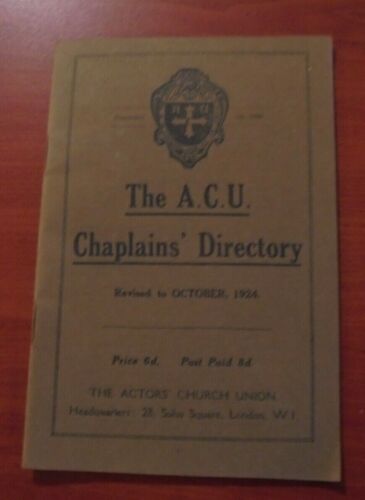 The A.C.U.
Chaplains' Directory
Revised to OCTOBER, 1924.
Price 6d. Post Paid 8d.
THE ACTORS' CHURCH UNION.
Headquarters: 28, Soho Square, London, W.1